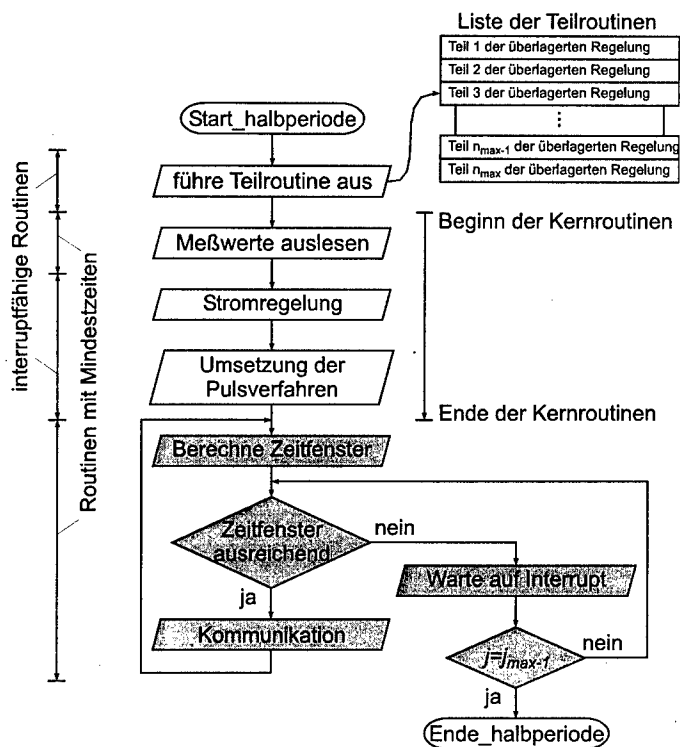 Liste der Teilroutinen
Teil 1 der überlagerten Regelung
Teil 2 der überlagerten Regelung
Teil 3 der überlagerten Regelung
⋮
Teil nmax-1 der überlagerten Regelung
Teil nmax der überlagerten Regelung
Start_halbperiode
führe Teilroutine aus
Meßwerte auslesen
Stromregelung
Umsetzung der
Pulsverfahren
Beginn der Kernroutinen
Ende der Kernroutinen
interruptfähige Routinen
Routinen mit Mindestzeiten
Berechne Zeitfenster
Zeitfenster
ausreichend
nein
ja
Kommunikation
Warte auf Interrupt
j=jmax-1
nein
ja
Ende_halbperiode